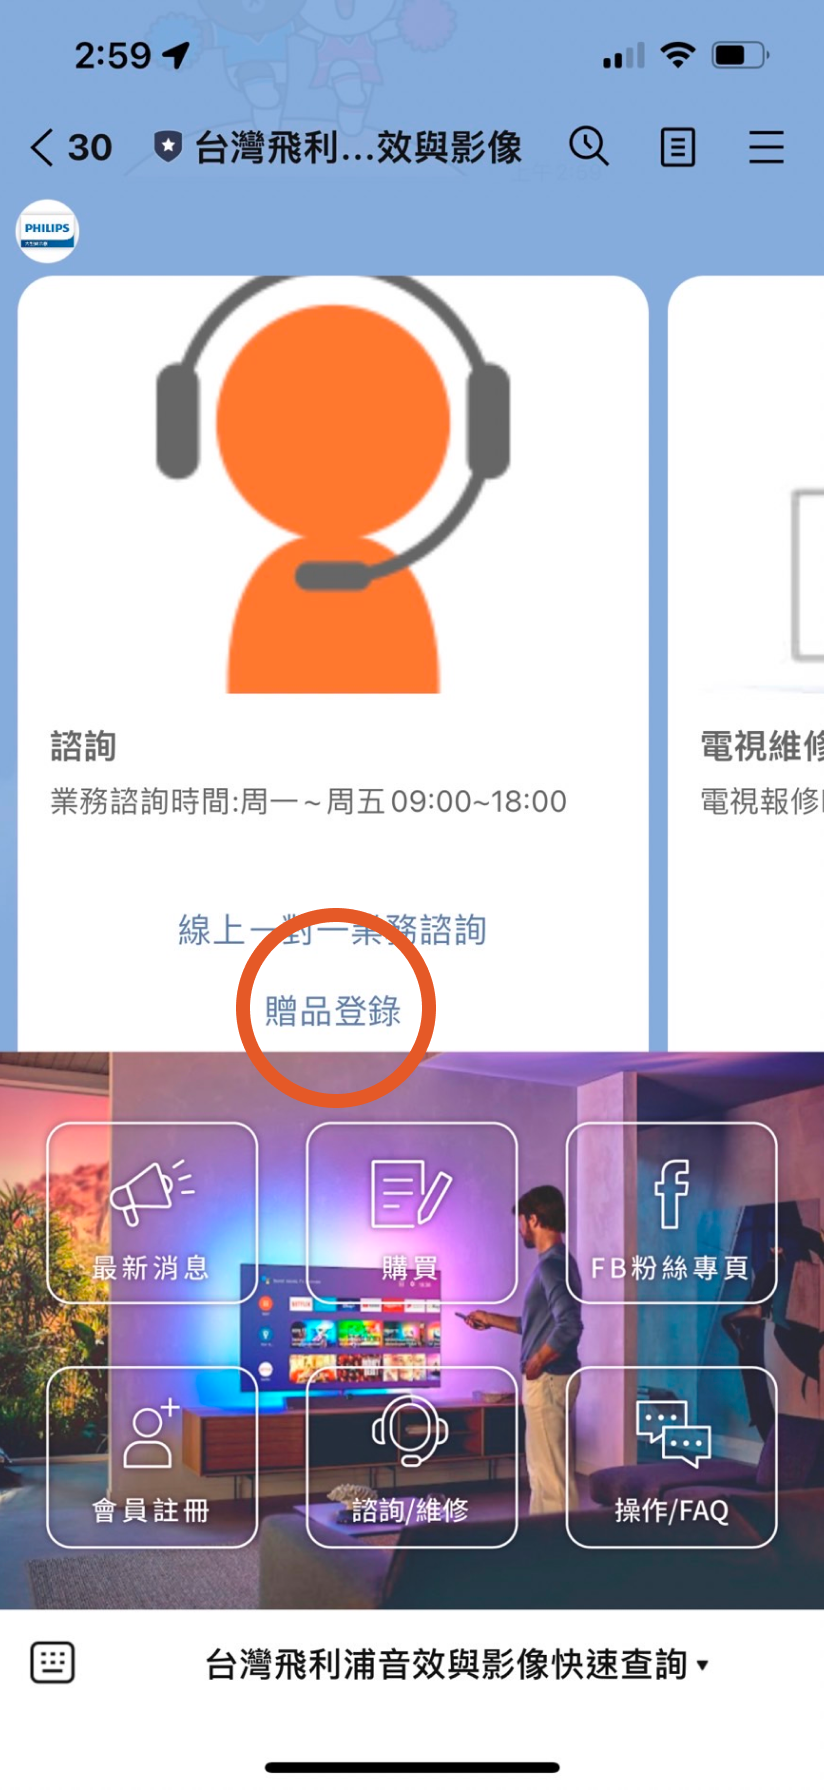 2:59
30
台灣飛利...效與影像
PHILIPS
諮詢
業務諮詢時間:周一~周五09:00~18:00
線上一對一業務諮詢
贈品登錄
電視維修
電視報修
最新消息
購買
FB粉絲專頁
會員註冊
諮詢/維修
操作/FAQ
台灣飛利浦音效與影像快速查詢